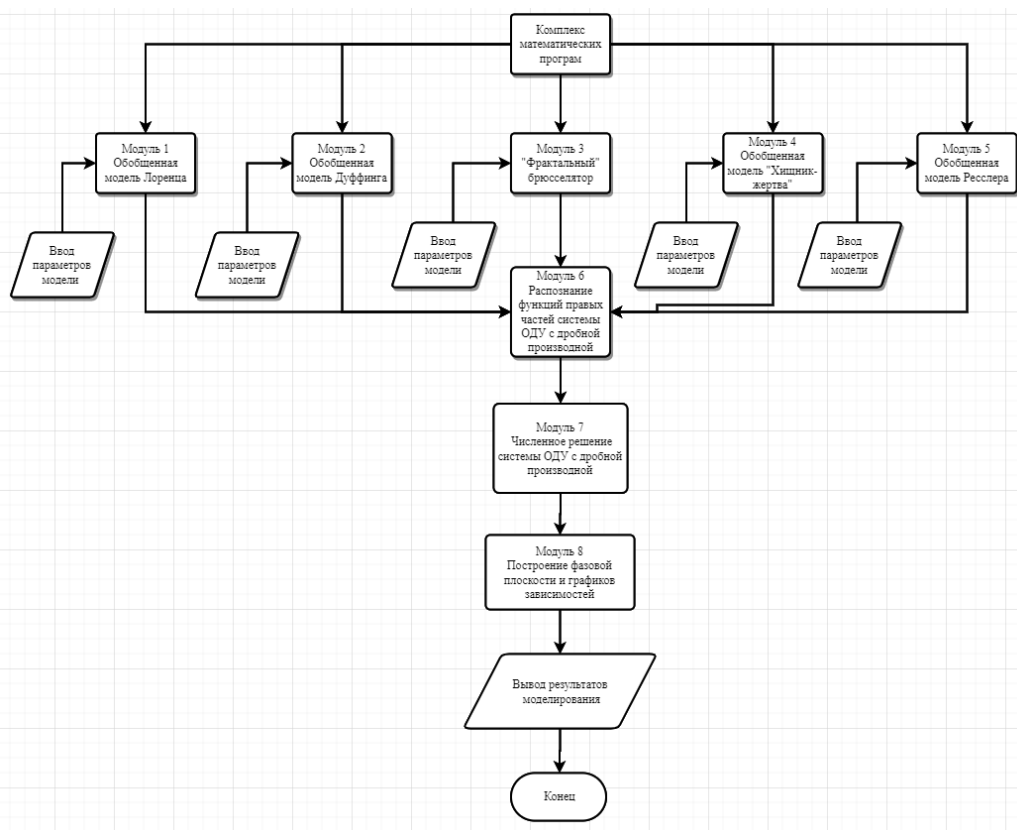 Комплекс
математических
програм
Модуль 1
Обобщенная
модель Лоренца
Модуль 2
Обобщенная
модель Дуффинга
Модуль 3
"Фрактальный"
брюсселятор
Модуль 4
Обобщенная
модель "Хищник-
жертва"
Модуль 5
Обобщенная
модель Ресслера
Ввод
параметров
модели
Ввод
параметров
модели
Ввод
параметров
модели
Ввод
параметров
модели
Ввод
параметров
модели
Модуль 6
Распознание
функций правых
частей системы
ОДУ с дробной
производной
Модуль 7
Численное решение
системы ОДУ с дробной
производной
Модуль 8
Построение фазовой
плоскости и графиков
зависимостей
Вывод результатов
моделирования
Конец